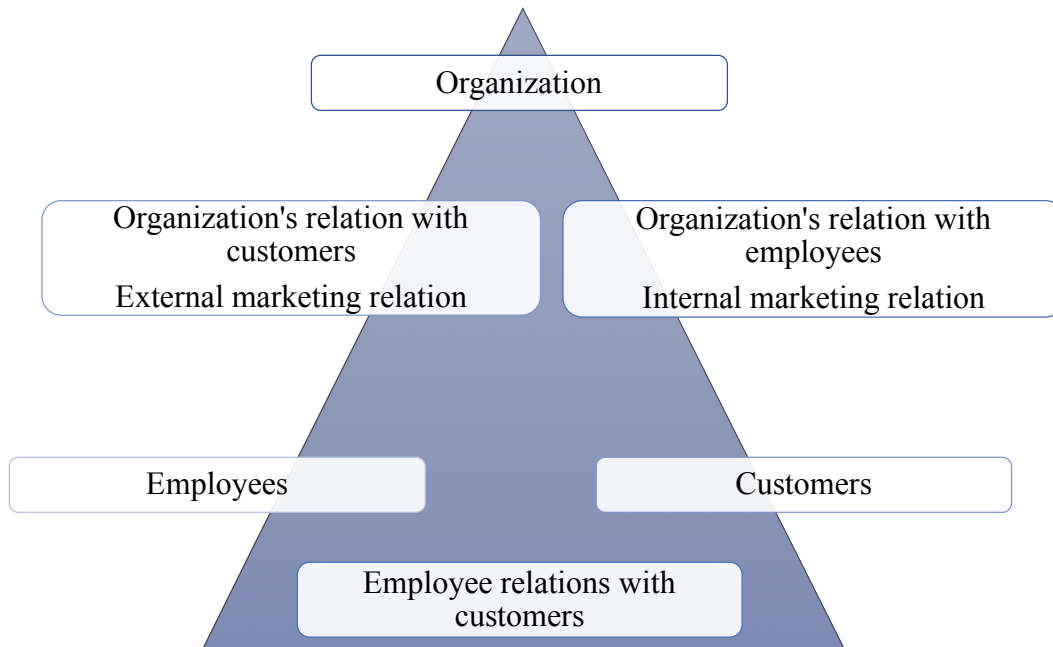 Organization
Organization's relation with
customers
External marketing relation
Organization's relation with
employees
Internal marketing relation
Employees
Customers
Employee relations with
customers